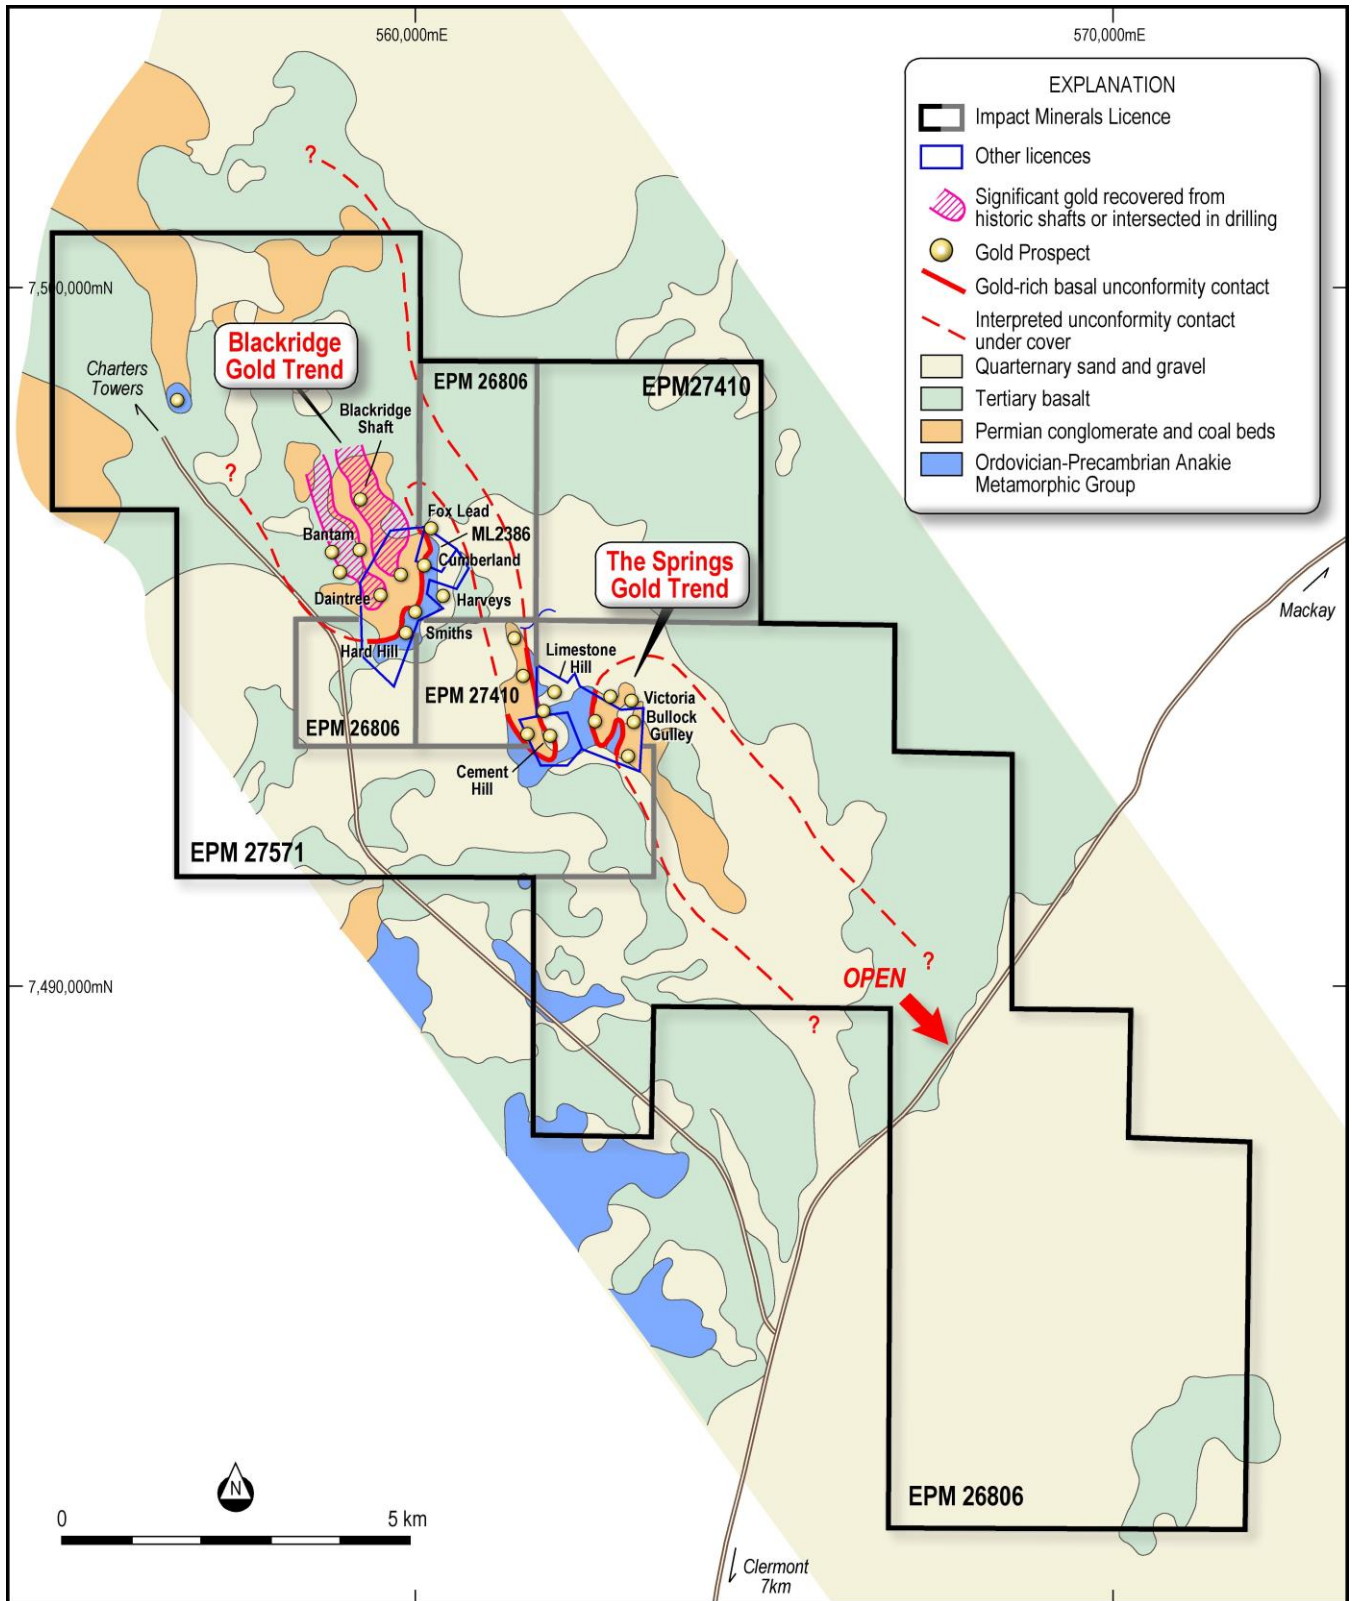 560,000mE
570,000mE
EXPLANATION
Impact Minerals Licence
Other licences
Significant gold recovered from
historic shafts or intersected in drilling
Gold Prospect
Gold-rich basal unconformity contact
Interpreted unconformity contact
under cover
Quaternary sand and gravel
Tertiary basalt
Permian conglomerate and coal beds
Ordovician-Precambrian Anakie
Metamorphic Group
?
7,500,000mN
Blackridge
Gold Trend
Charters
Towers
EPM 26806
EPM27410
Blackridge
Shaft
?
Fox Lead
ML2386
Bantam
Cumberland
The Springs
Gold Trend
Daintree
Harveys
Mackay
Smiths
Hard Hill
Limestone
Hill
EPM 27410
Victoria
Bullock
Gulley
EPM 26806
Cement
Hill
EPM 27571
?
OPEN
7,490,000mN
?
EPM 26806
N
0
5 km
Clermont
7km